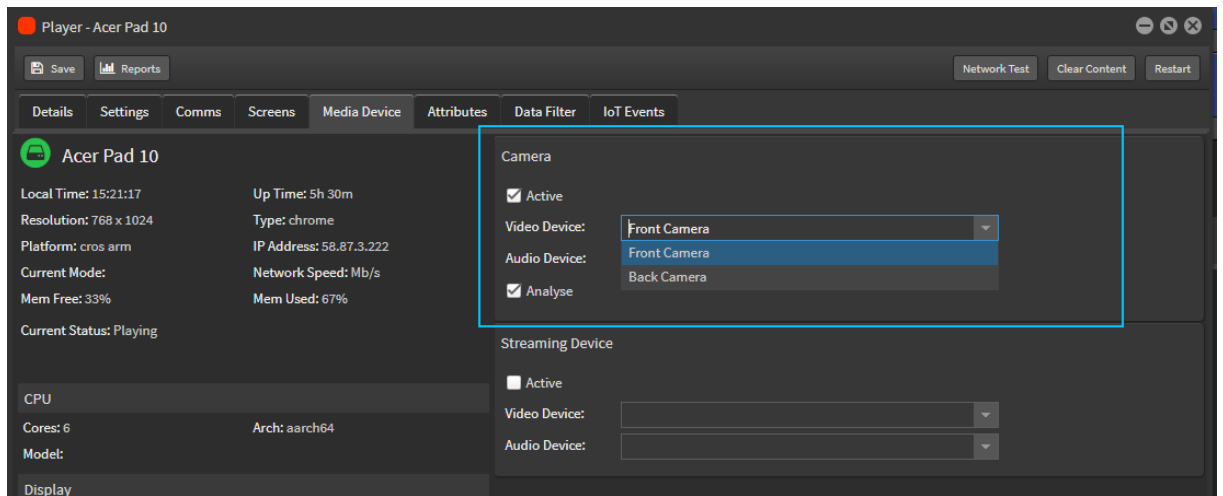 Player - Acer Pad 10
Save Reports Network Test Clear Content Restart
Details Settings Comms Screens Media Device Attributes Data Filter IoT Events
Acer Pad 10
Local Time: 15:21:17 Up Time: 5h 30m
Resolution: 768 x 1024 Type: chrome
Platform: cros arm IP Address: 58.87.3.222
Current Mode: Network Speed: Mb/s
Mem Free: 33% Mem Used: 67%
Current Status: Playing
CPU
Cores: 6 Arch: aarch64
Model:
Display
Camera
Active
Video Device: Front Camera
Front Camera
Audio Device:
Back Camera
Analyse
Streaming Device
Active
Video Device:
Audio Device: